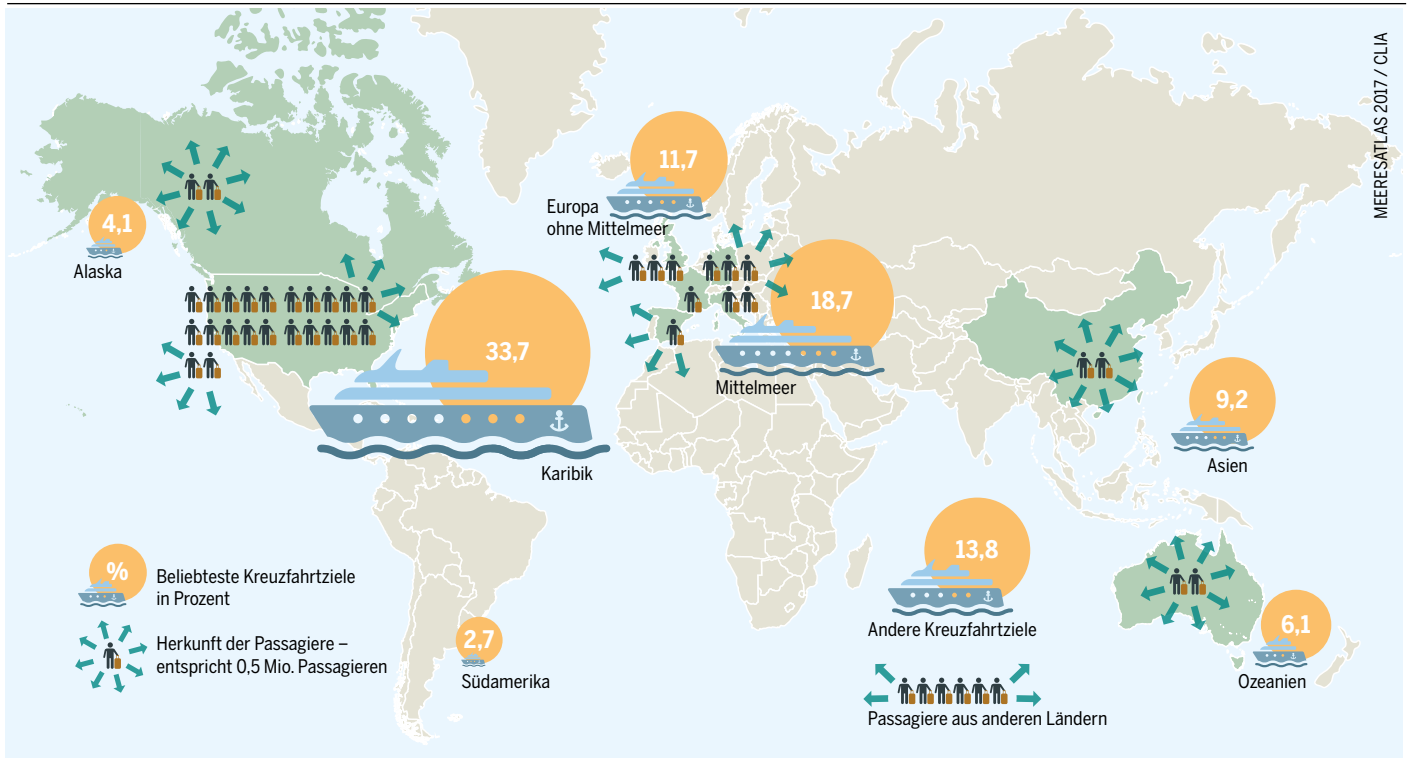 MEERESATLAS 2017 / CLIA
11,7
Europa
ohne Mittelmeer
4,1
Alaska
18,7
Mittelmeer
33,7
Karibik
9,2
Asien
13,8
Andere Kreuzfahrtziele
Passagiere aus anderen Ländern
6,1
Ozeanien
2,7
Südamerika
%
Beliebteste Kreuzfahrtziele
in Prozent
Herkunft der Passagiere –
entspricht 0,5 Mio. Passagieren